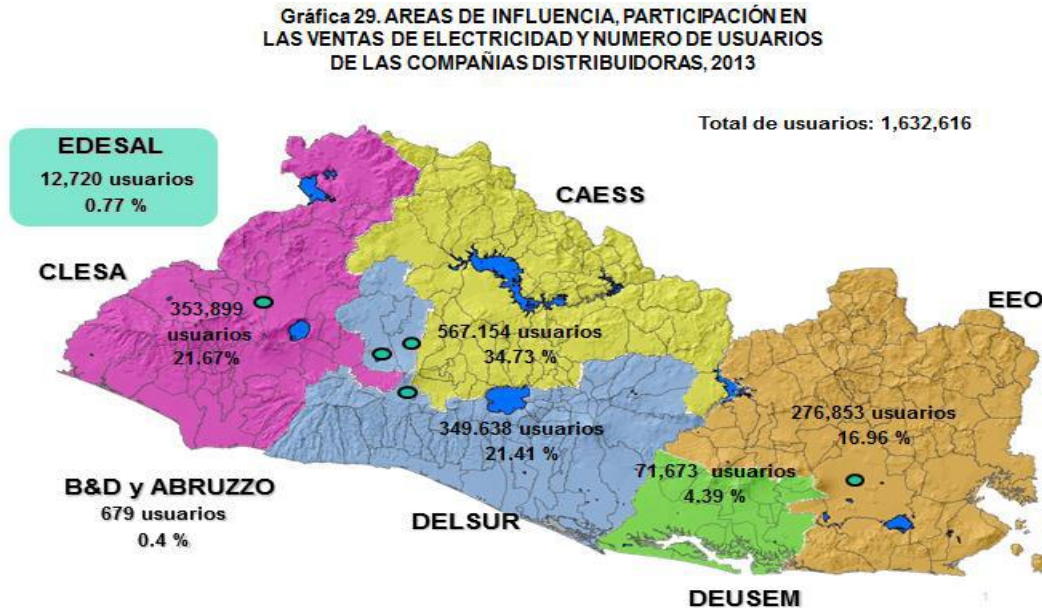 Gráfica 29. AREAS DE INFLUENCIA, PARTICIPACIÓN EN
LAS VENTAS DE ELECTRICIDAD Y NUMERO DE USUARIOS
DE LAS COMPAÑIAS DISTRIBUIDORAS, 2013
Total de usuarios: 1,632,616
EDESAL
12,720 usuarios
0.77 %
CAESS
CLESA
EEO
353,899
usuarios
21.67%
567.154 usuarios
34.73 %
349.638 usuarios
21.41 %
276,853 usuarios
16.96 %
71,673 usuarios
4.39 %
B&D y ABRUZZO
679 usuarios
0.4 %
DELSUR
DEUSEM
1